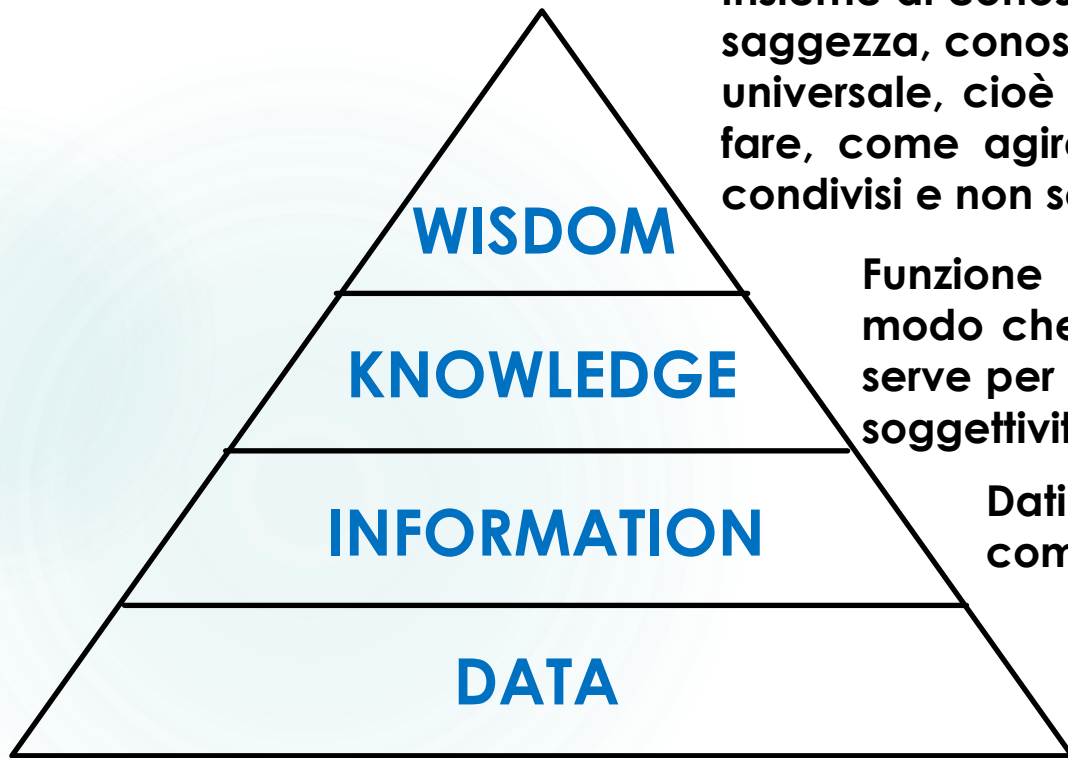 saggezza, conos
universale, cioè
fare, come agir
condivisi e non s
WISDOM
Funzione
modo che
serve per
soggettivit
KNOWLEDGE
Dati
com
INFORMATION
DATA